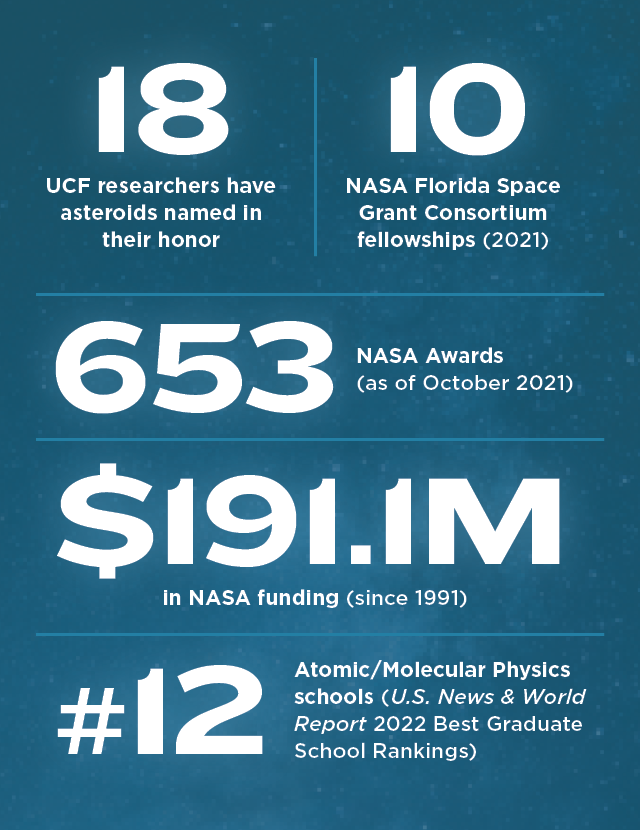 18
UCF researchers have
asteroids named in
their honor
10
NASA Florida Space
Grant Consortium
fellowships (2021)
653
NASA Awards
(as of October 2021)
$191.1M
in NASA funding (since 1991)
#12
Atomic/Molecular Physics
schools (U.S. News & World
Report 2022 Best Graduate
School Rankings)